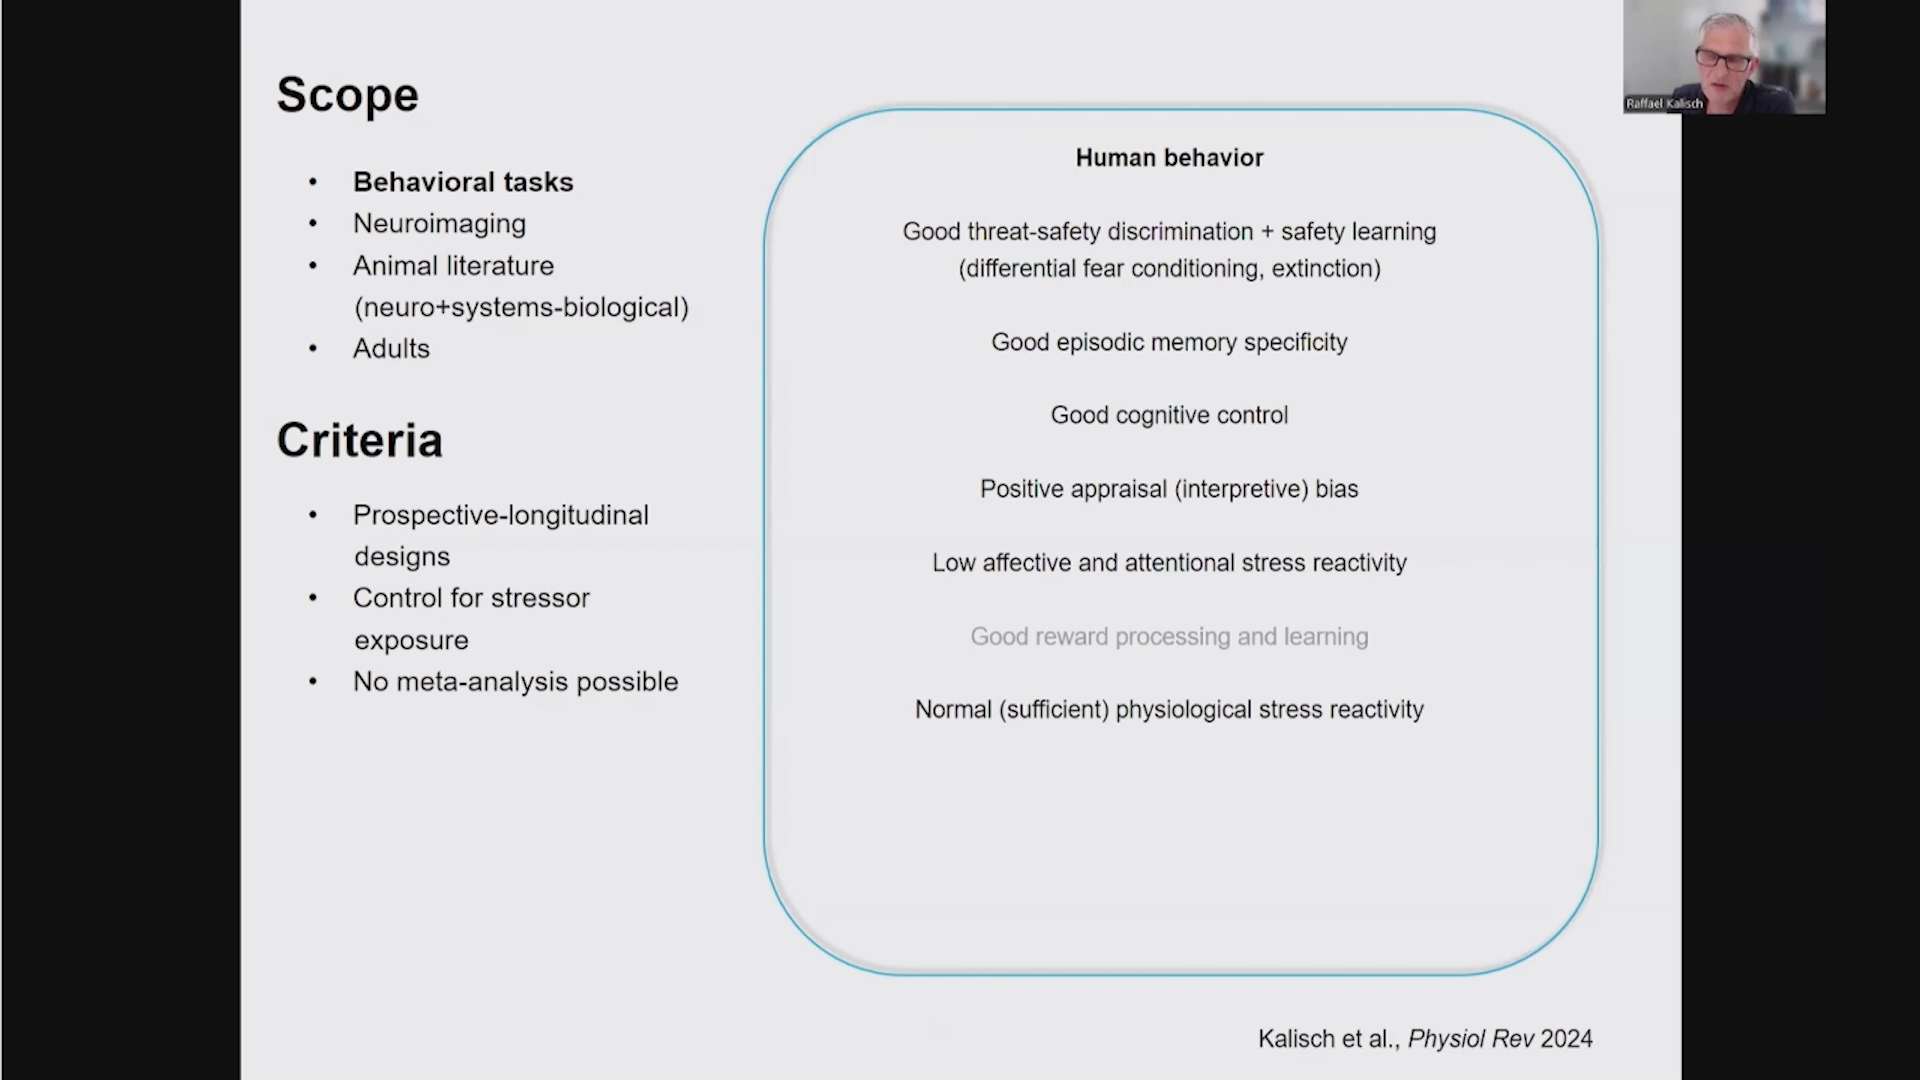 Scope
• Behavioral tasks
• Neuroimaging
• Animal literature
(neuro+systems-biological)
• Adults
Criteria
• Prospective-longitudinal
designs
• Control for stressor
exposure
• No meta-analysis possible
Human behavior
Good threat-safety discrimination + safety learning
(differential fear conditioning, extinction)
Good episodic memory specificity
Good cognitive control
Positive appraisal (interpretive) bias
Low affective and attentional stress reactivity
Good reward processing and learning
Normal (sufficient) physiological stress reactivity
Kalisch et al., Physiol Rev 2024
Raffael Kalisch